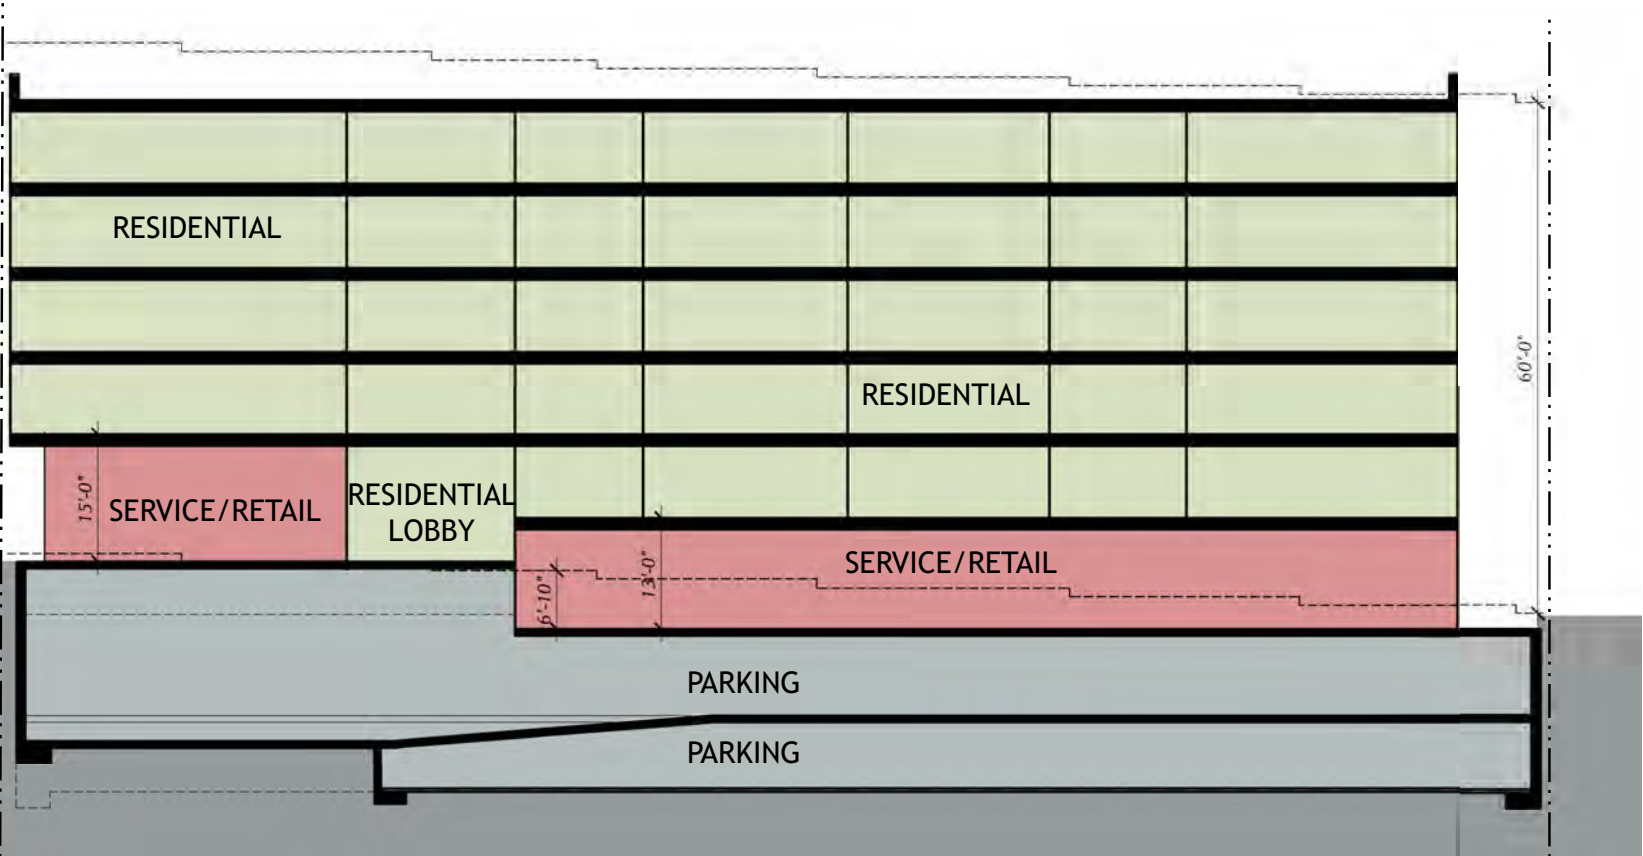 RESIDENTIAL
60'-0"
RESIDENTIAL
15'-0"
SERVICE/RETAIL
RESIDENTIAL
LOBBY
6'-10"
13'-0"
SERVICE/RETAIL
PARKING
PARKING